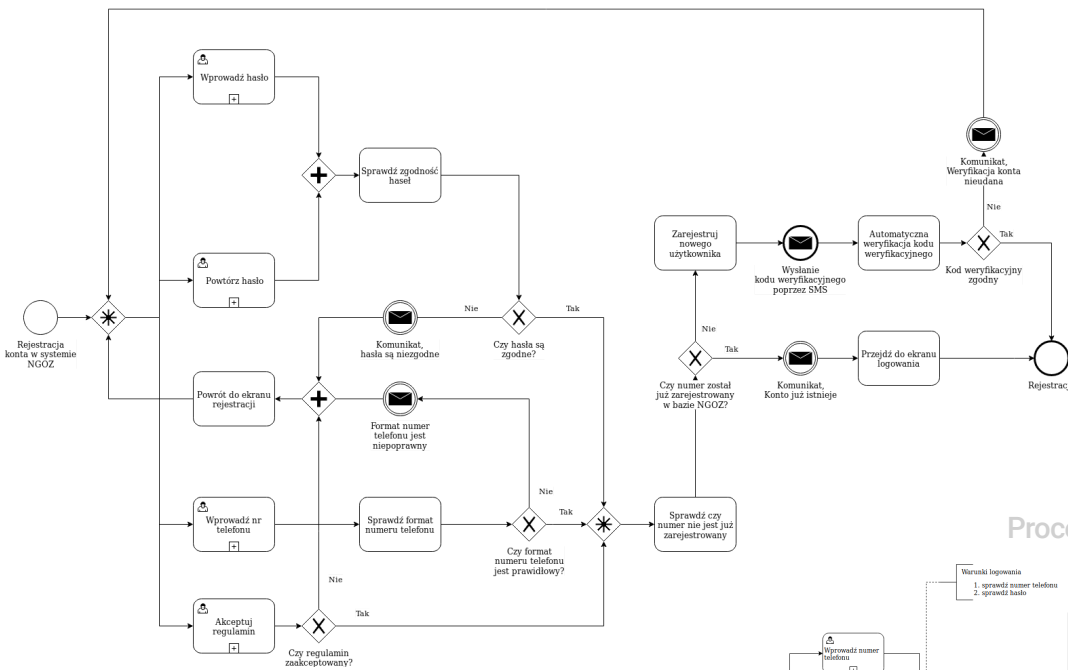 Wprowadź hasło
Sprawdź zgodność
haseł
Powtórz hasło
Rejestracja
konta w systemie
NGOZ
Nie
Komunikat,
hasła są niezgodne
Czy hasła są
zgodne?
Tak
Powrót do ekranu
rejestracji
Format numer
telefonu jest
niepoprawny
Wprowadź nr
telefonu
Sprawdź format
numeru telefonu
Nie
Tak
Czy format
numeru telefonu
jest prawidłowy?
Nie
Akceptuj
regulamin
Tak
Czy regulamin
zaakceptowany?
Komunikat,
Weryfikacja konta
nieudana
Nie
Tak
Zarejestruj
nowego
użytkownika
Wysłanie
kodu weryfikacyjnego
poprzez SMS
Automatyczna
weryfikacja kodu
weryfikacyjnego
Kod weryfikacyjny
zgodny
Nie
Tak
Czy numer został
już zarejestrowany
w bazie NGOZ?
Komunikat,
Konto już istnieje
Przejdź do ekranu
logowania
Sprawdź czy
numer nie jest już
zarejestrowany
Warunki logowania
1. sprawdź numer telefonu
2. sprawdź hasło
Wprowadź numer
telefonu